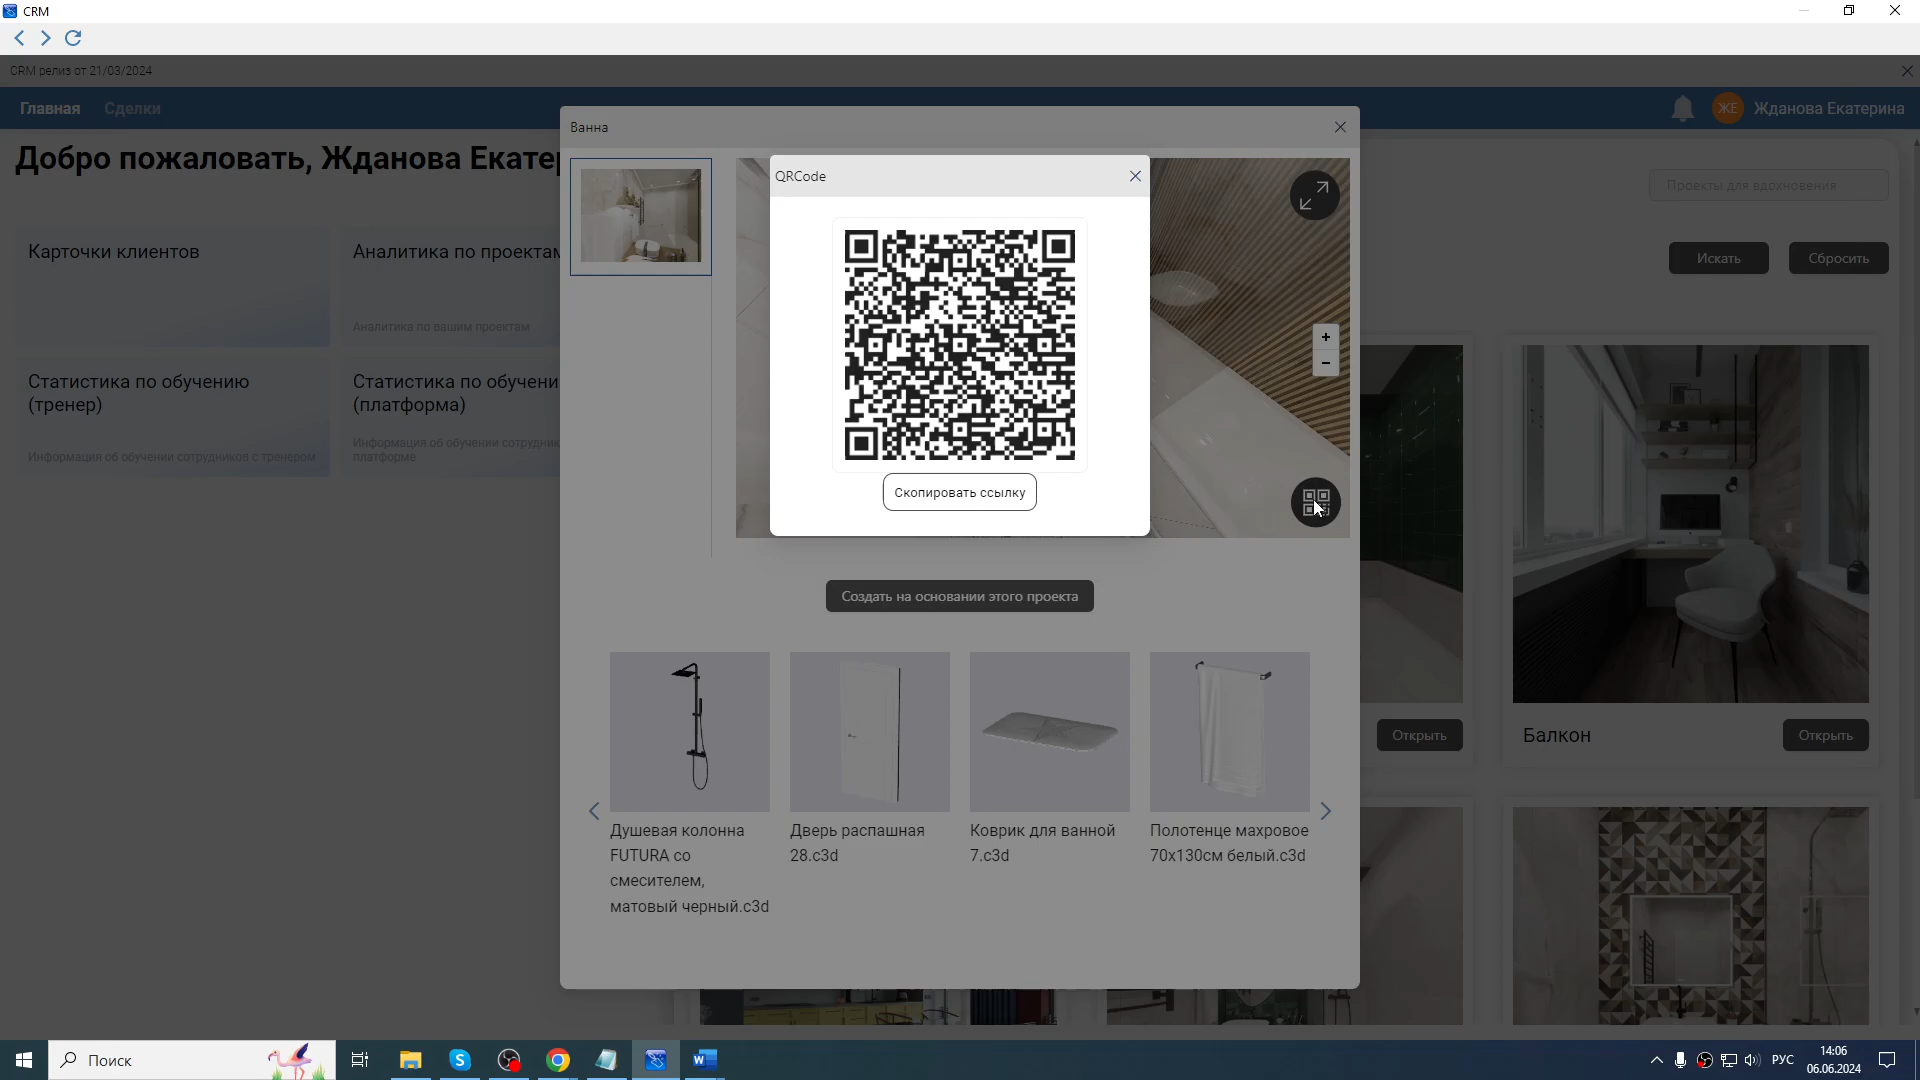 CRM
CRM релиз от 21/03/2024
Главная
Сделки
ЖЕ
Жданова Екатерина
Добро пожаловать, Жданова
Проекты для вдохновения
Искать
Сбросить
Карточки клиентов
Аналитика по проектам
Аналитика по вашим проектам
Статистика по обучению
(тренер)
Информация об обучении сотрудников с тренером
Статистика по
(платформа)
Информация об обучении
платформе
Ванна
QRCode
Скопировать ссылку
+
−
Создать на основании этого проекта
Душевая колонна
FUTURA со
смесителем,
матовый черный.c3d
Дверь распашная
28.c3d
Коврик для ванной
7.c3d
Полотенце махровое
70х130см белый.c3d
Открыть
Балкон
Открыть
Поиск
РУС
14:06
06.06.2024